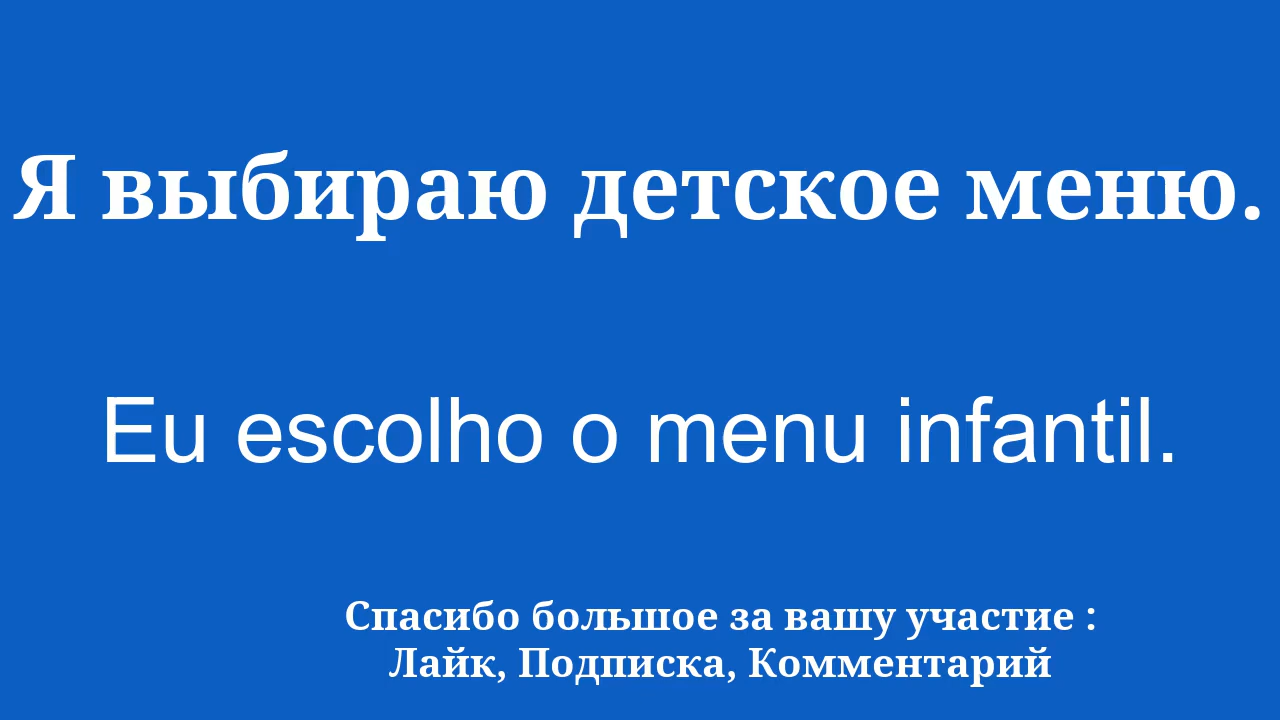 Я выбираю детское меню.
Eu escolho o menu infantil.
Спасибо большое за вашу участие :
Лайк, Подписка, Комментарий